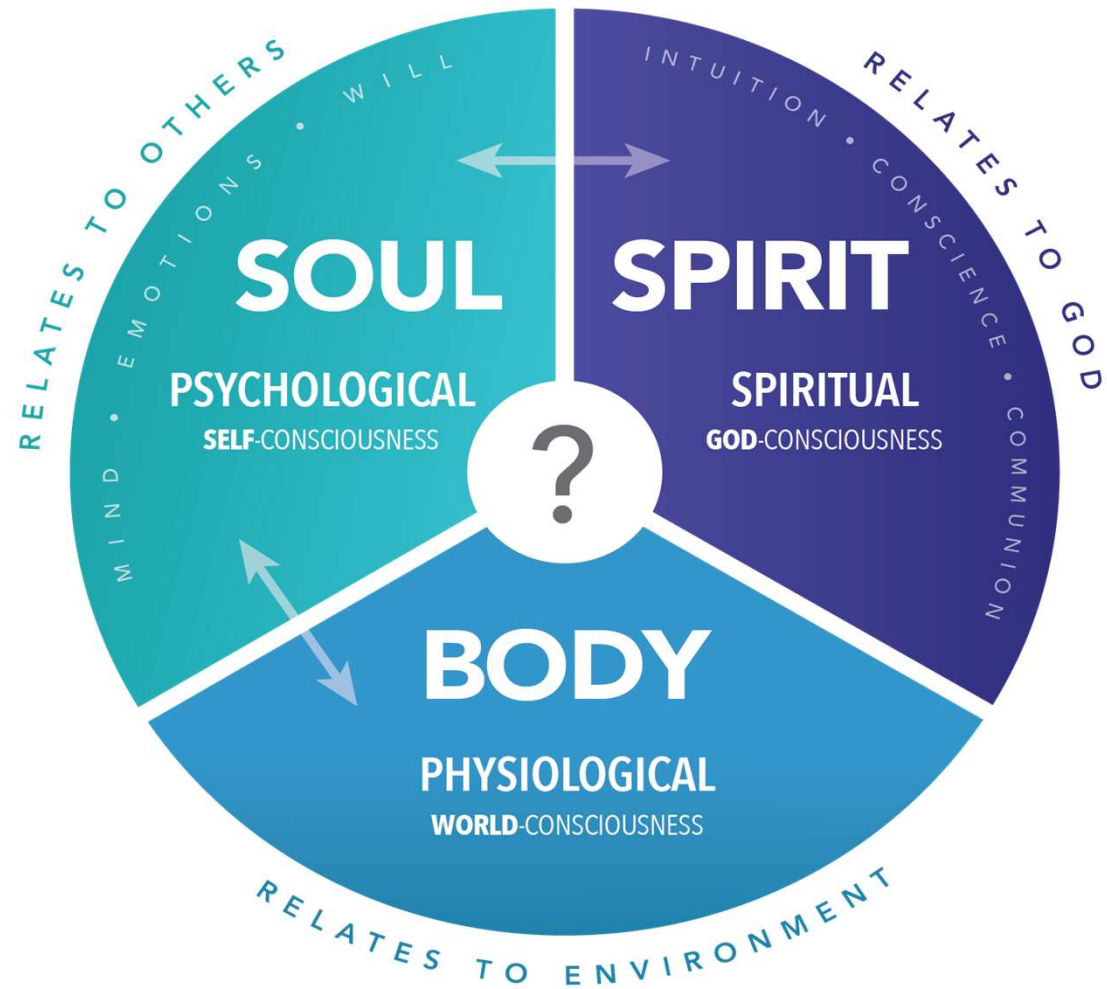 RELATES TO OTHERS
MIND • EMOTIONS • WILL
SOUL
PSYCHOLOGICAL
SELF-CONSCIOUSNESS
RELATES TO GOD
INTUITION • CONSCIENCE • COMMUNION
SPIRIT
SPIRITUAL
GOD-CONSCIOUSNESS
?
BODY
PHYSIOLOGICAL
WORLD-CONSCIOUSNESS
RELATES TO ENVIRONMENT